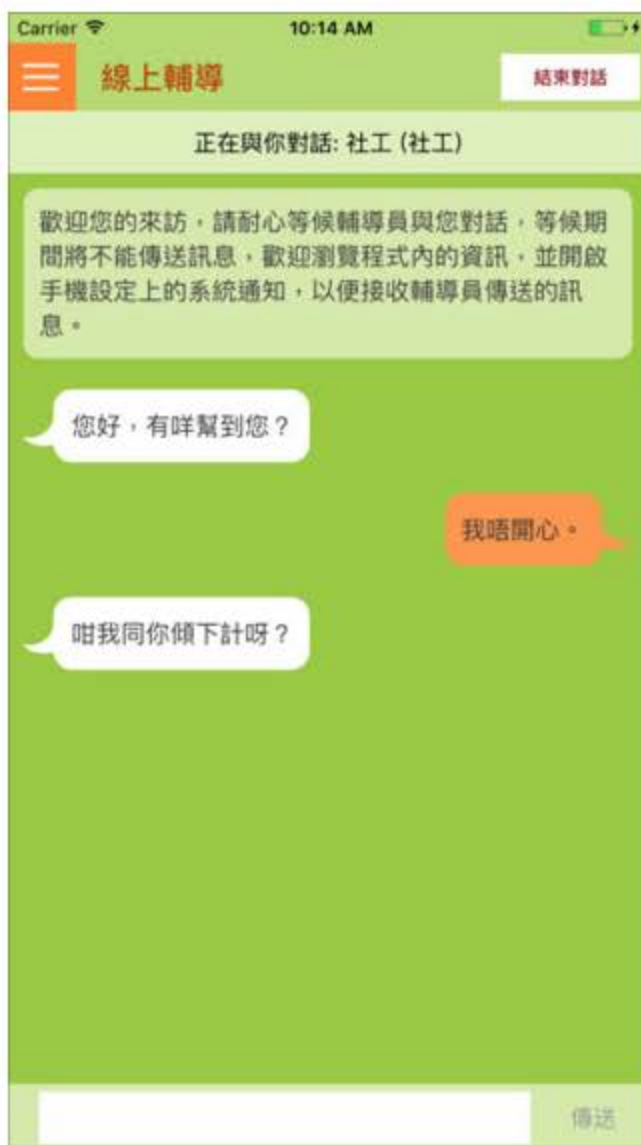 Carrier 10:14 AM
線上輔導
結束對話
正在與你對話: 社工 (社工)
歡迎您的來訪，請耐心等候輔導員與您對話，等候期
間將不能傳送訊息，歡迎瀏覽程式內的資訊，並開啟
手機設定上的系統通知，以便接收輔導員傳送的訊
息。
您好，有咩幫到您？
我唔開心。
咁我同你傾下計呀？
傳送